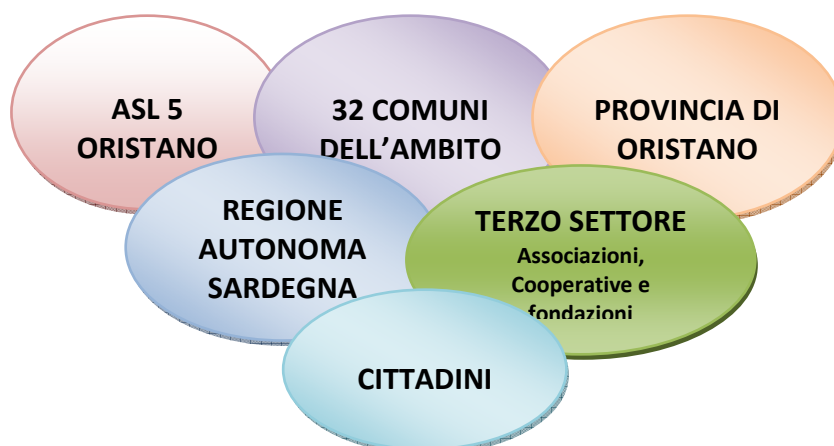 ASL 5
ORISTANO
32 COMUNI
DELL’AMBITO
PROVINCIA DI
ORISTANO
REGIONE
AUTONOMA
SARDEGNA
TERZO SETTORE
Associazioni,
Cooperative e
fondazioni
CITTADINI